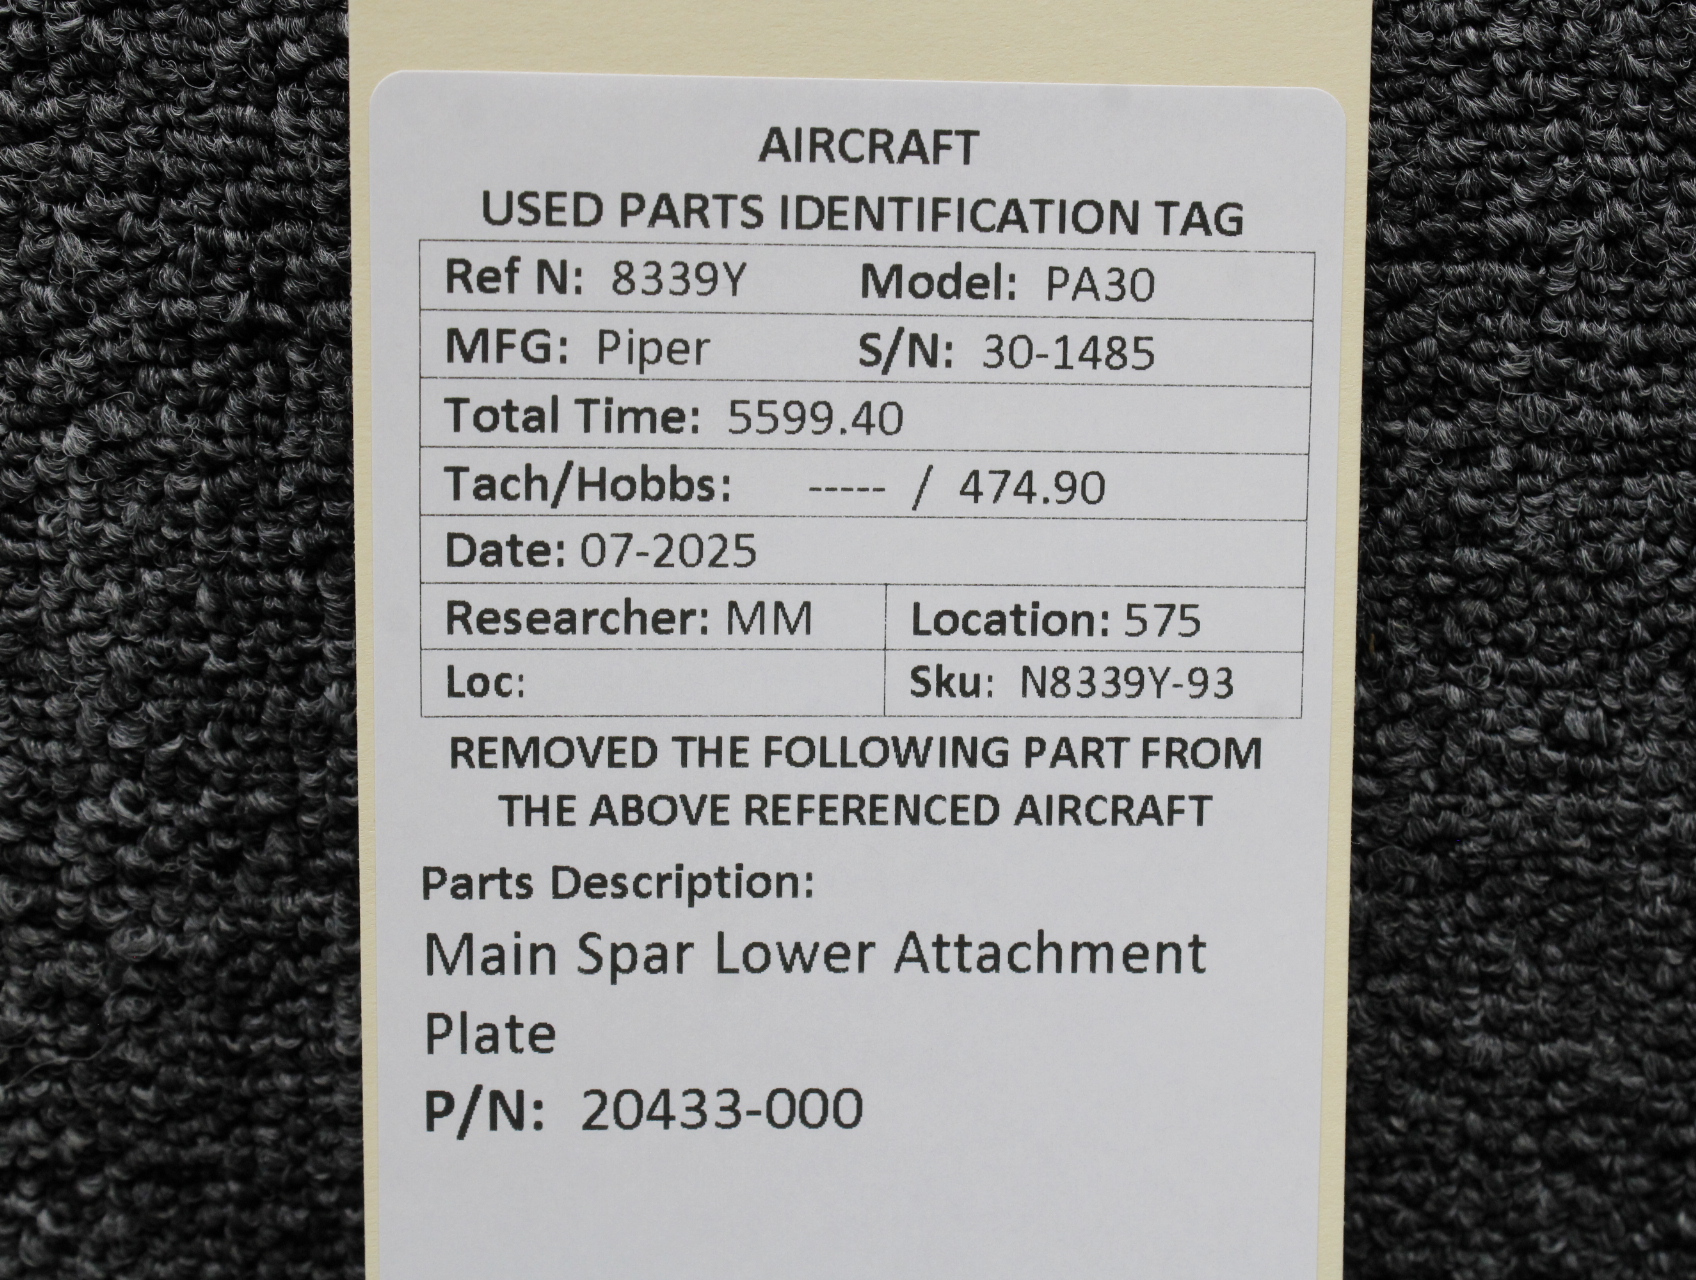 AIRCRAFT
USED PARTS IDENTIFICATION TAG
Ref N: 8339Y Model: PA30
MFG: Piper S/N: 30-1485
Total Time: 5599.40
Tach/Hobbs: ----- / 474.90
Date: 07-2025
Researcher: MM Location: 575
Loc: Sku: N8339Y-93
REMOVED THE FOLLOWING PART FROM
THE ABOVE REFERENCED AIRCRAFT
Parts Description:
Main Spar Lower Attachment
Plate
P/N: 20433-000